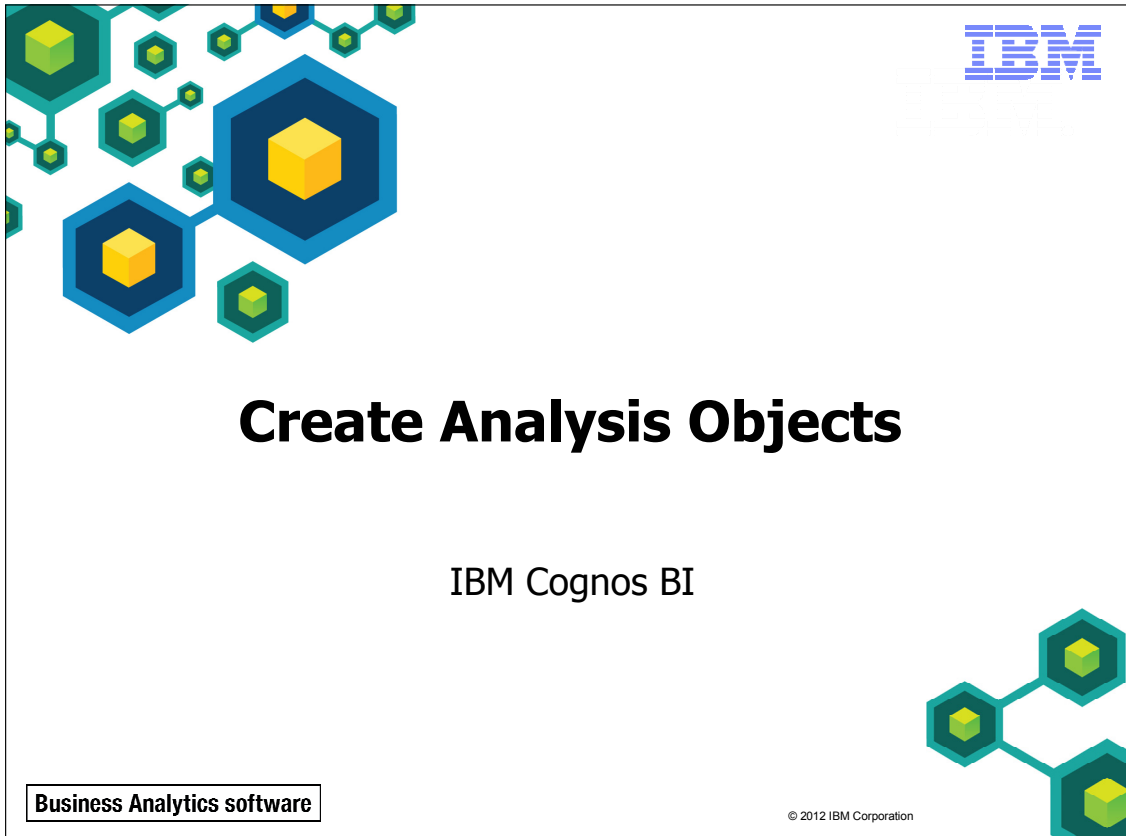 IBM
Create Analysis Objects
IBM Cognos BI
Business Analytics software
© 2012 IBM Corporation